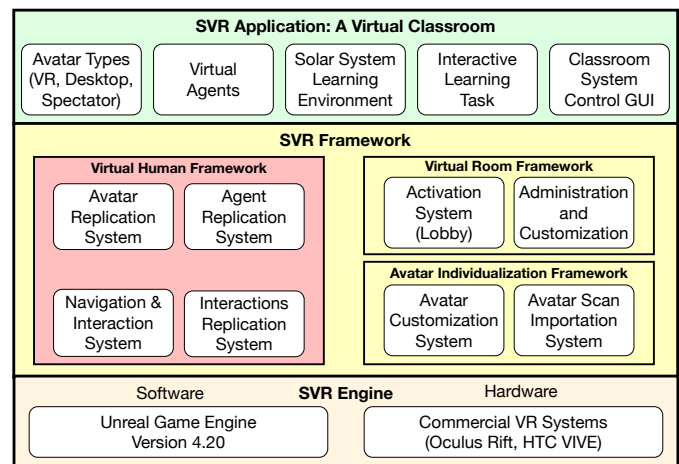 SVR Application: A Virtual Classroom
Avatar Types
(VR, Desktop,
Spectator)
Virtual
Agents
Solar System
Learning
Environment
Interactive
Learning
Task
Classroom
System
Control GUI
SVR Framework
Virtual Human Framework
Avatar
Replication
System
Agent
Replication
System
Navigation &
Interaction
System
Interactions
Replication
System
Virtual Room Framework
Activation
System
(Lobby)
Administration
and
Customization
Avatar Individualization Framework
Avatar
Customization
System
Avatar Scan
Importation
System
Software
SVR Engine
Hardware
Unreal Game Engine
Version 4.20
Commercial VR Systems
(Oculus Rift, HTC VIVE)